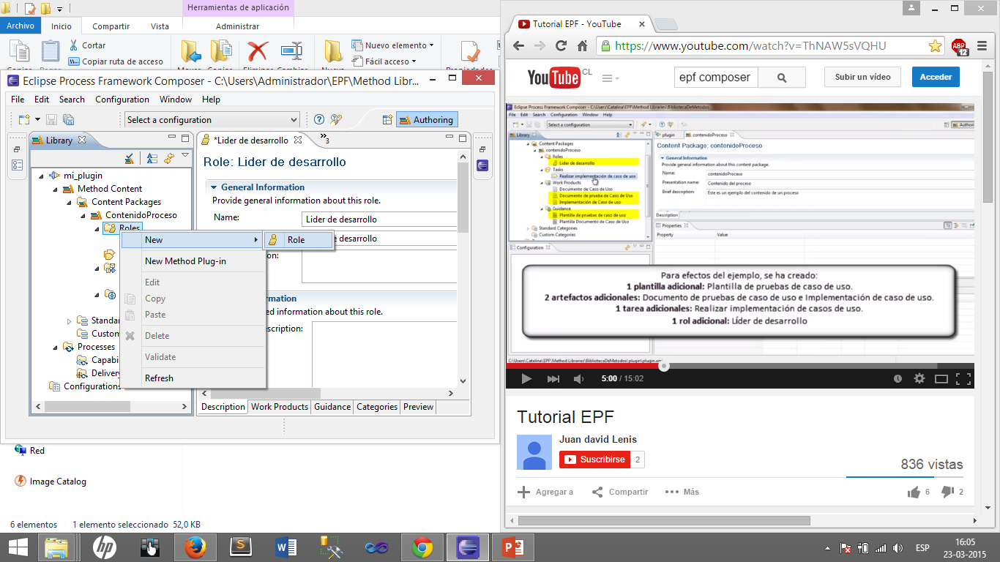 Herramientas de aplicación
Archivo
Inicio
Compartir
Vista
Administrar
Cortar
Copiar ruta de acceso
Copiar
Pegar
Mover
Copiar
Eliminar
Cambiar
Nuevo elemento
Fácil acceso
Propiedades
Eclipse Process Framework Composer - C:\Users\Administrador\EPF\Method Libr...
File Edit Search Configuration Window Help
Select a configuration
Authoring
Library
mi_plugin
Method Content
Content Packages
ContenidoProceso
Roles
Standar
Custom
Processes
Capabi
Delivery
Configurations
New
New Method Plug-in
Edit
Copy
Paste
Delete
Validate
Refresh
Role
*Lider de desarrollo
3
Role: Lider de desarrollo
General Information
Provide general information about this role.
Name:
Lider de desarrollo
e desarrollo
on:
rmation
ed information about this role.
escription:
Description
Work Products
Guidance
Categories
Preview
Red
Image Catalog
6 elementos
1 elemento seleccionado 52,0 KB
Tutorial EPF - YouTube
https://www.youtube.com/watch?v=ThNAW5sVQHU
ABP
12
YouTube CL
epf composer
Subir un vídeo
Acceder
Eclipse Process Framework Composer - C:\Users\Catalina\EPF\Method Libraries\BibliotecaDeMetodos
File Edit Search Configuration Window Help
Select a configuration
Authori
Library
Content Packages
contenidoProceso
Roles
Lider de desarrollo
Tasks
Realizar implementación de caso de uso
Work Products
Documento de Caso de Uso
Documento de prueba de Caso de Uso
Implementación de Caso de uso
Guidance
Plantilla de pruebas de caso de uso
Plantilla Documento de Caso de Uso
Standard Categories
Custom Categories
Configuration
plugin
contenidoProceso
Content Package: contenidoProceso
General Information
Provide general information about this content package.
Name:
contenidoProceso
Presentation name:
Contenido del proceso
Brief description:
Este es un ejemplo del contenido de un proceso
Description
Properties
Property
Value
Para efectos del ejemplo, se ha creado:
1 plantilla adicional: Plantilla de pruebas de caso de uso.
2 artefactos adicionales: Documento de pruebas de caso de uso e Implementación de caso de uso.
1 tarea adicionales: Realizar implementación de casos de uso.
1 rol adicional: Líder de desarrollo
C:\Users\Catalina\EPF\Method Libraries\BibliotecaDeMetodos\plugin\plugin.xmi
5:00 / 15:02
Tutorial EPF
Juan david Lenis
Suscribirse
2
836 vistas
Agregar a
Compartir
Más
6
2
hp
S
W
P
ESP
16:05
23-03-2015